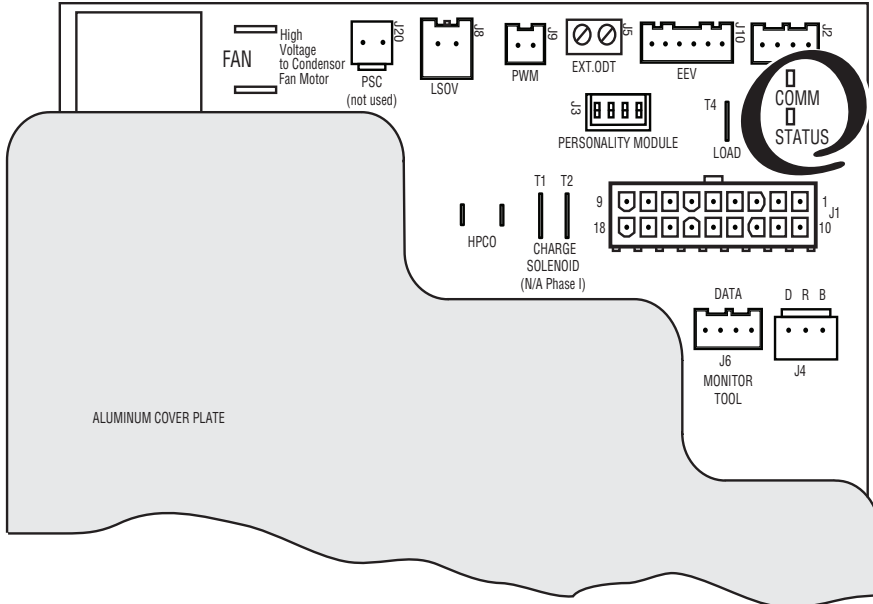 FAN
High
Voltage
to Condensor
Fan Motor
J20
PSC
(not used)
J8
LSOV
J9
PWM
J5
EXT.ODT
J10
EEV
J2
COMM
STATUS
J3
PERSONALITY MODULE
T4
LOAD
HPCO
T1 T2
CHARGE
SOLENOID
(N/A Phase I)
9 1
J1
18 10
DATA
J6
MONITOR
TOOL
D R B
J4
ALUMINUM COVER PLATE